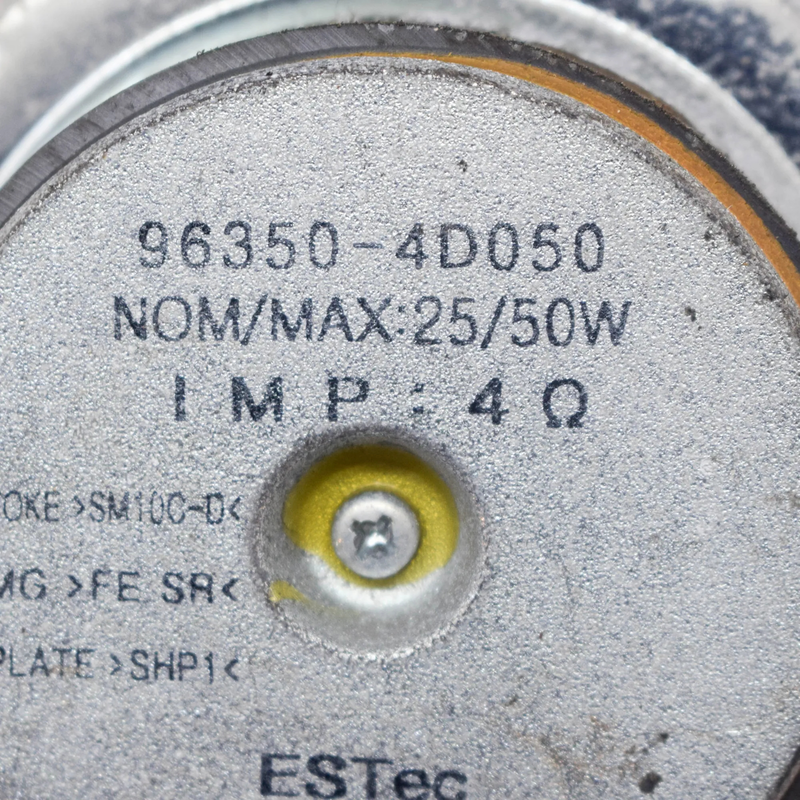 96350-4D050
NOM/MAX:25/50W
IMP:4Ω
OKE >SM10C-D<
MG >FE SR<
PLATE >SHP1<
ESTec